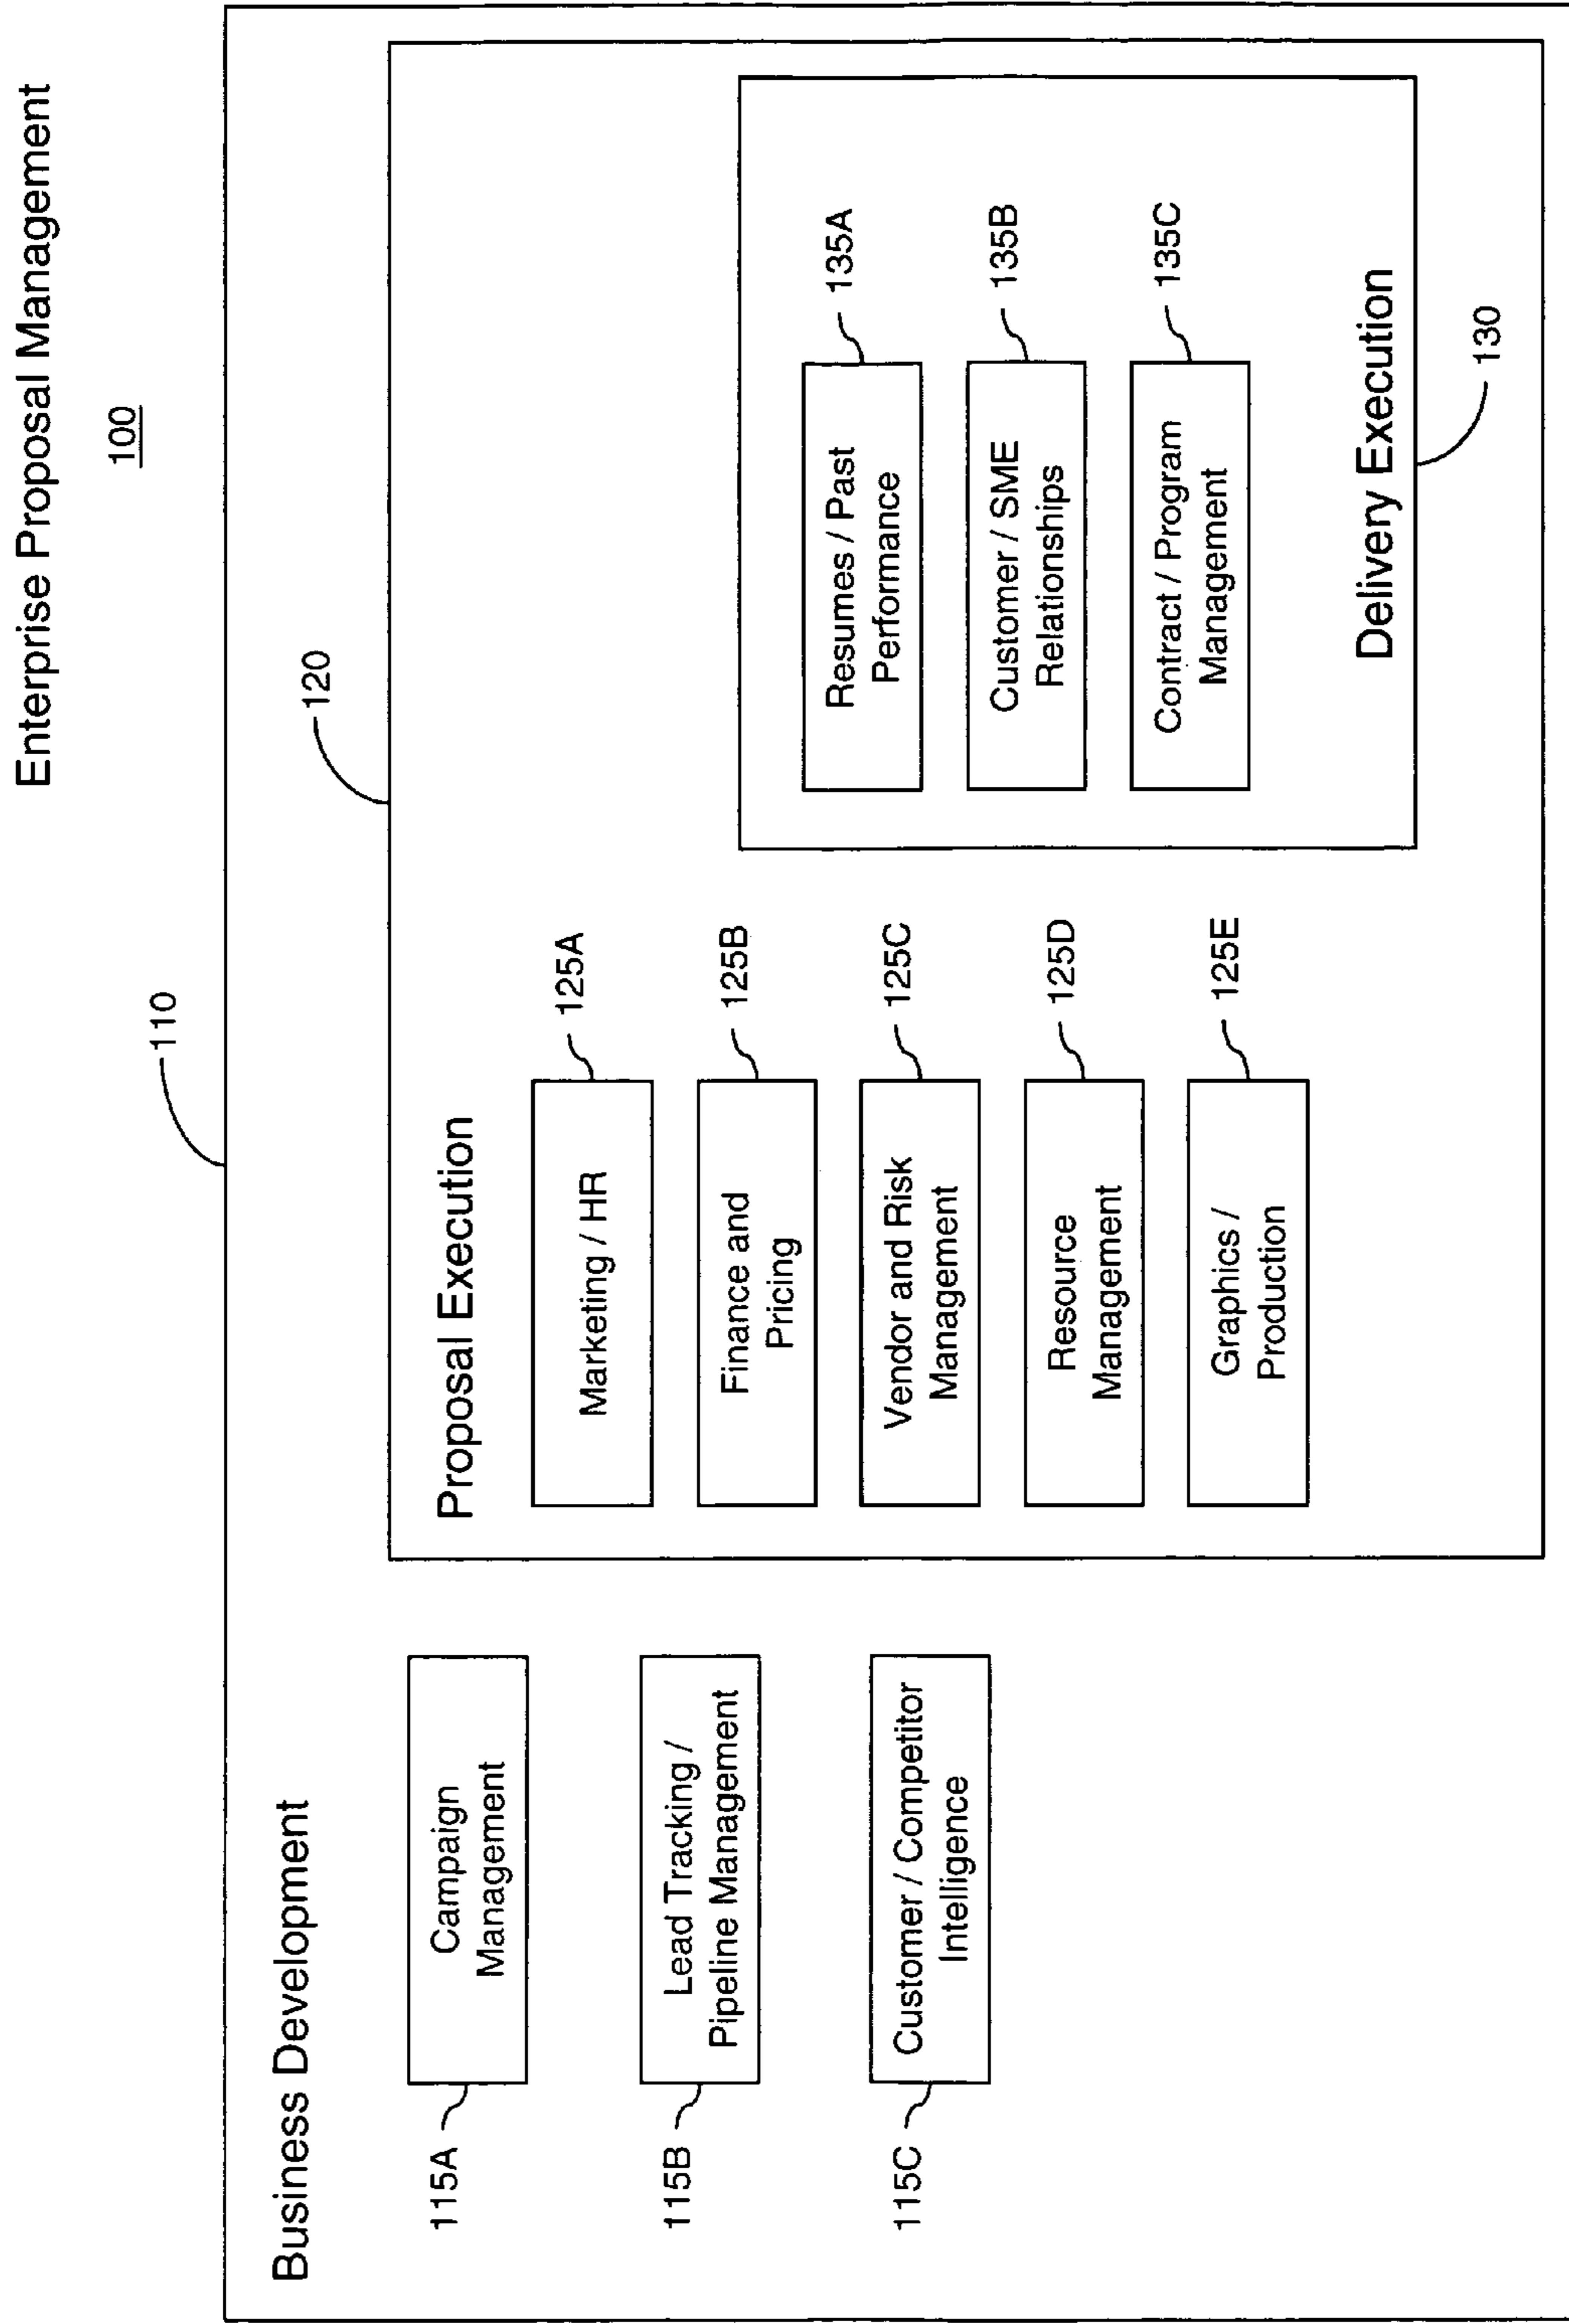 Enterprise Proposal Management
100
110
120
Business Development
115A
Campaign
Management
115B
Lead Tracking /
Pipeline Management
115C
Customer / Competitor
Intelligence
Proposal Execution
Marketing / HR
125A
Finance and
Pricing
125B
Vendor and Risk
Management
125C
Resource
Management
125D
Graphics /
Production
125E
Resumes / Past
Performance
135A
Customer / SME
Relationships
135B
Contract / Program
Management
135C
Delivery Execution
130